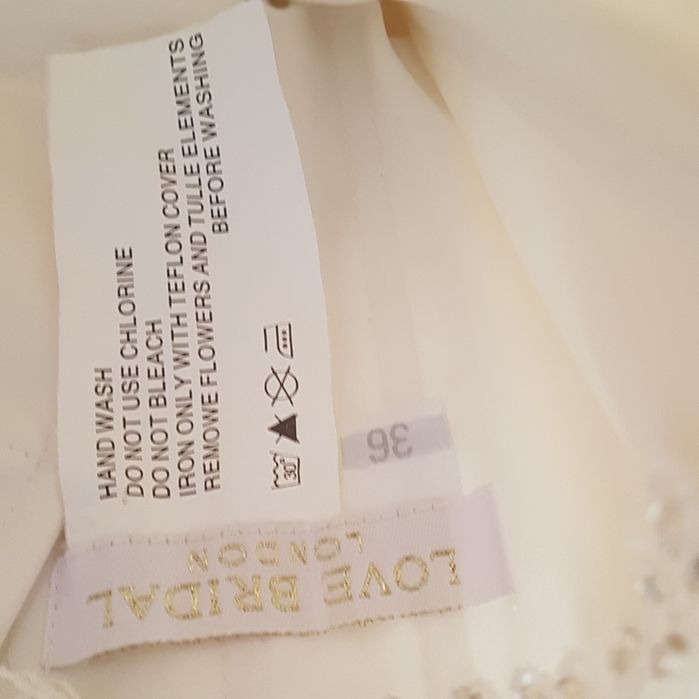 HAND WASH
DO NOT USE CHLORINE
DO NOT BLEACH
IRON ONLY WITH TEFLON COVER
REMOWE FLOWERS AND TULLE ELEMENTS
BEFORE WASHING
30°
36
LOVE BRIDAL
LONDON